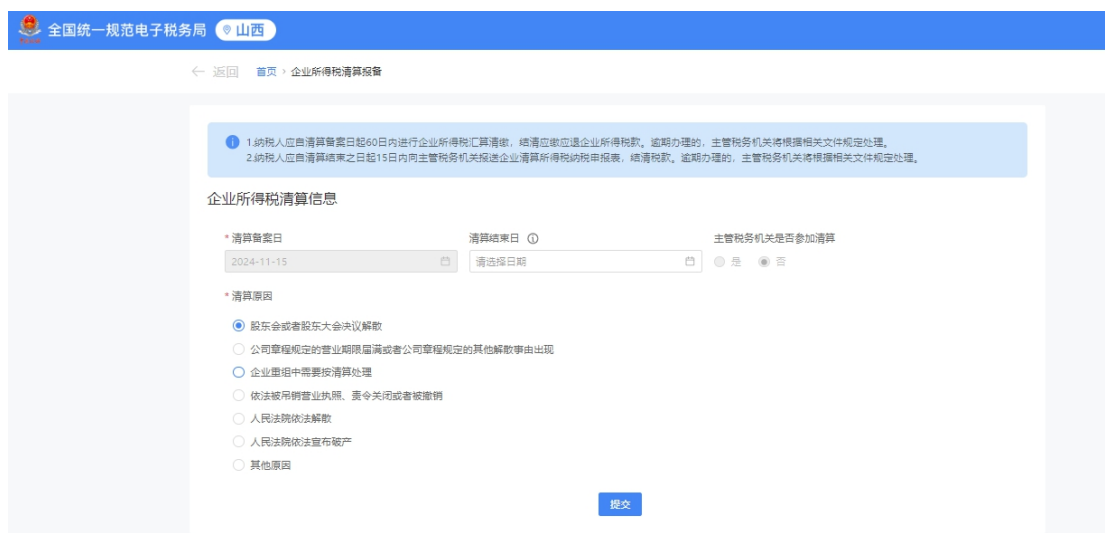 全国统一规范电子税务局 山西
返回 首页 > 企业所得税清算报备
1.纳税人应自清算备案日起60日内进行企业所得税汇算清缴，结清应缴应退企业所得税款。逾期办理的，主管税务机关将根据相关文件规定处理。
2.纳税人应自清算结束之日起15日内向主管税务机关报送企业清算所得税纳税申报表，结清税款。逾期办理的，主管税务机关将根据相关文件规定处理。
企业所得税清算信息
* 清算备案日 清算结束日 主管税务机关是否参加清算
2024-11-15 请选择日期 是 否
* 清算原因
股东会或者股东大会决议解散
公司章程规定的营业期限届满或者公司章程规定的其他解散事由出现
企业重组中需要按清算处理
依法被吊销营业执照、责令关闭或者被撤销
人民法院依法解散
人民法院依法宣布破产
其他原因
提交